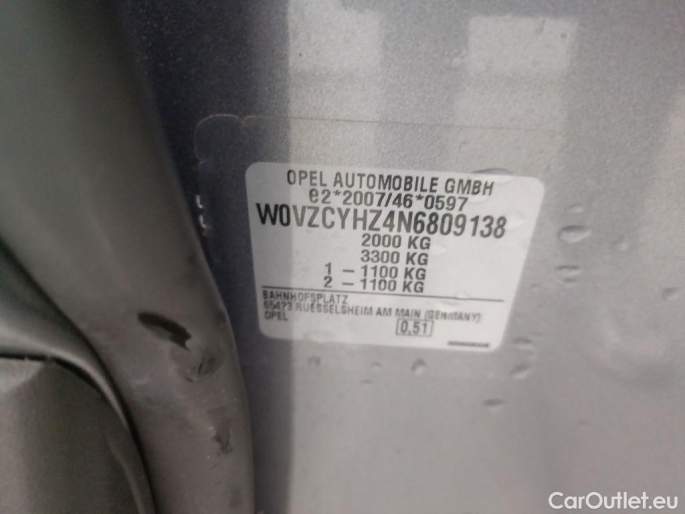 OPEL AUTOMOBILE GMBH
e2*2007/46*0597
W0VZCYHZ4N6809138
2000 KG
3300 KG
1 - 1100 KG
2 - 1100 KG
BAHNHOFSPLATZ
65423 RUESSELSHEIM AM MAIN (GERMANY)
OPEL 0,51
CarOutlet.eu